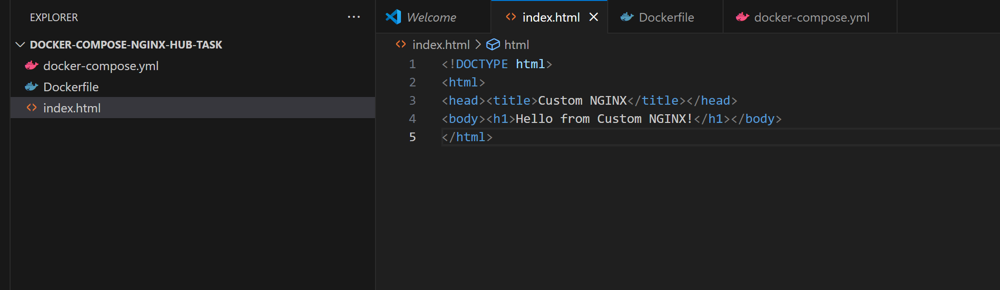 EXPLORER
DOCKER-COMPOSE-NGINX-HUB-TASK
docker-compose.yml
Dockerfile
index.html
Welcome
index.html
Dockerfile
docker-compose.yml
index.html > html
1 <!DOCTYPE html>
2 <html>
3 <head><title>Custom NGINX</title></head>
4 <body><h1>Hello from Custom NGINX!</h1></body>
5 </html>